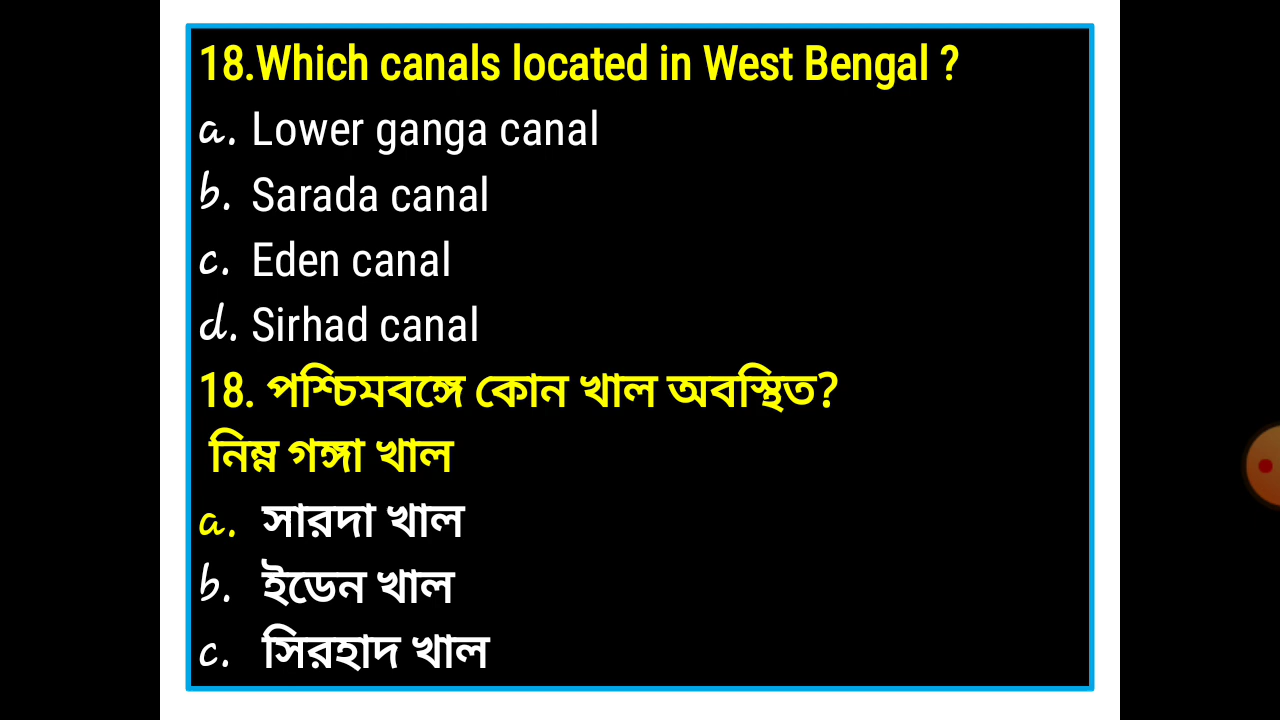 18.Which canals located in West Bengal ?
a. Lower ganga canal
b. Sarada canal
c. Eden canal
d. Sirhad canal
18. পশ্চিমবঙ্গে কোন খাল অবস্থিত?
নিম্ন গঙ্গা খাল
a. সারদা খাল
b. ইডেন খাল
c. সিরহাদ খাল